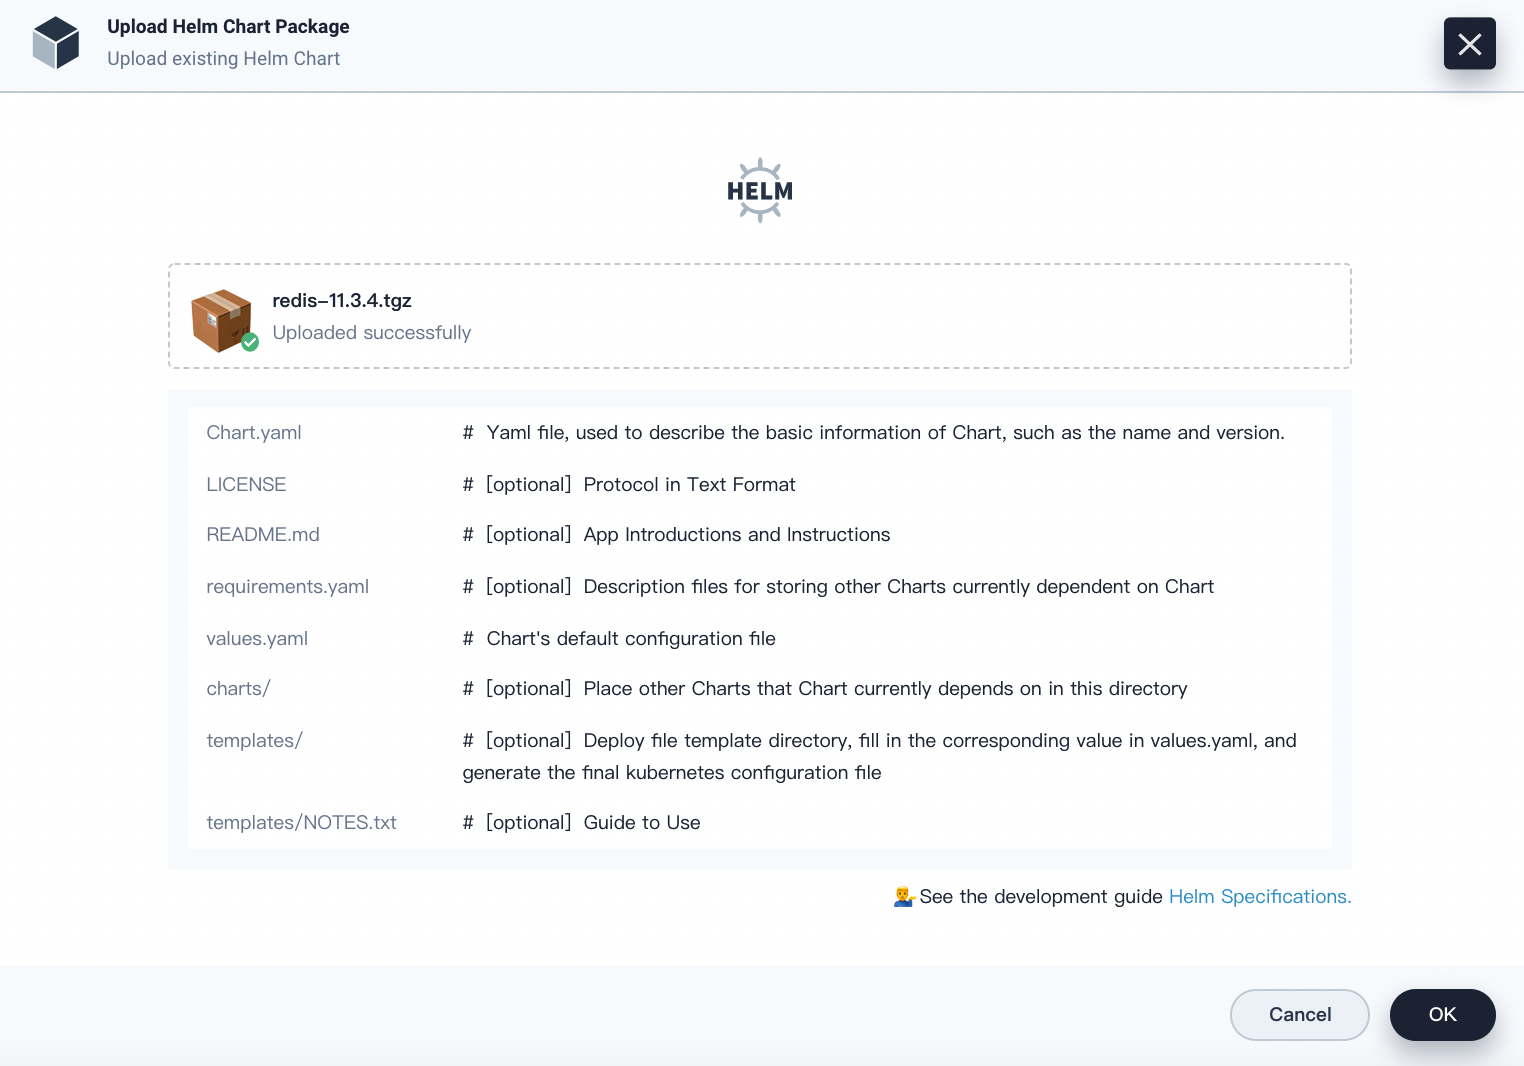 Upload Helm Chart Package
Upload existing Helm Chart
HELM
redis-11.3.4.tgz
Uploaded successfully
Chart.yaml # Yaml file, used to describe the basic information of Chart, such as the name and version.
LICENSE # [optional] Protocol in Text Format
README.md # [optional] App Introductions and Instructions
requirements.yaml # [optional] Description files for storing other Charts currently dependent on Chart
values.yaml # Chart's default configuration file
charts/ # [optional] Place other Charts that Chart currently depends on in this directory
templates/ # [optional] Deploy file template directory, fill in the corresponding value in values.yaml, and
generate the final kubernetes configuration file
templates/NOTES.txt # [optional] Guide to Use
See the development guide Helm Specifications.
Cancel OK